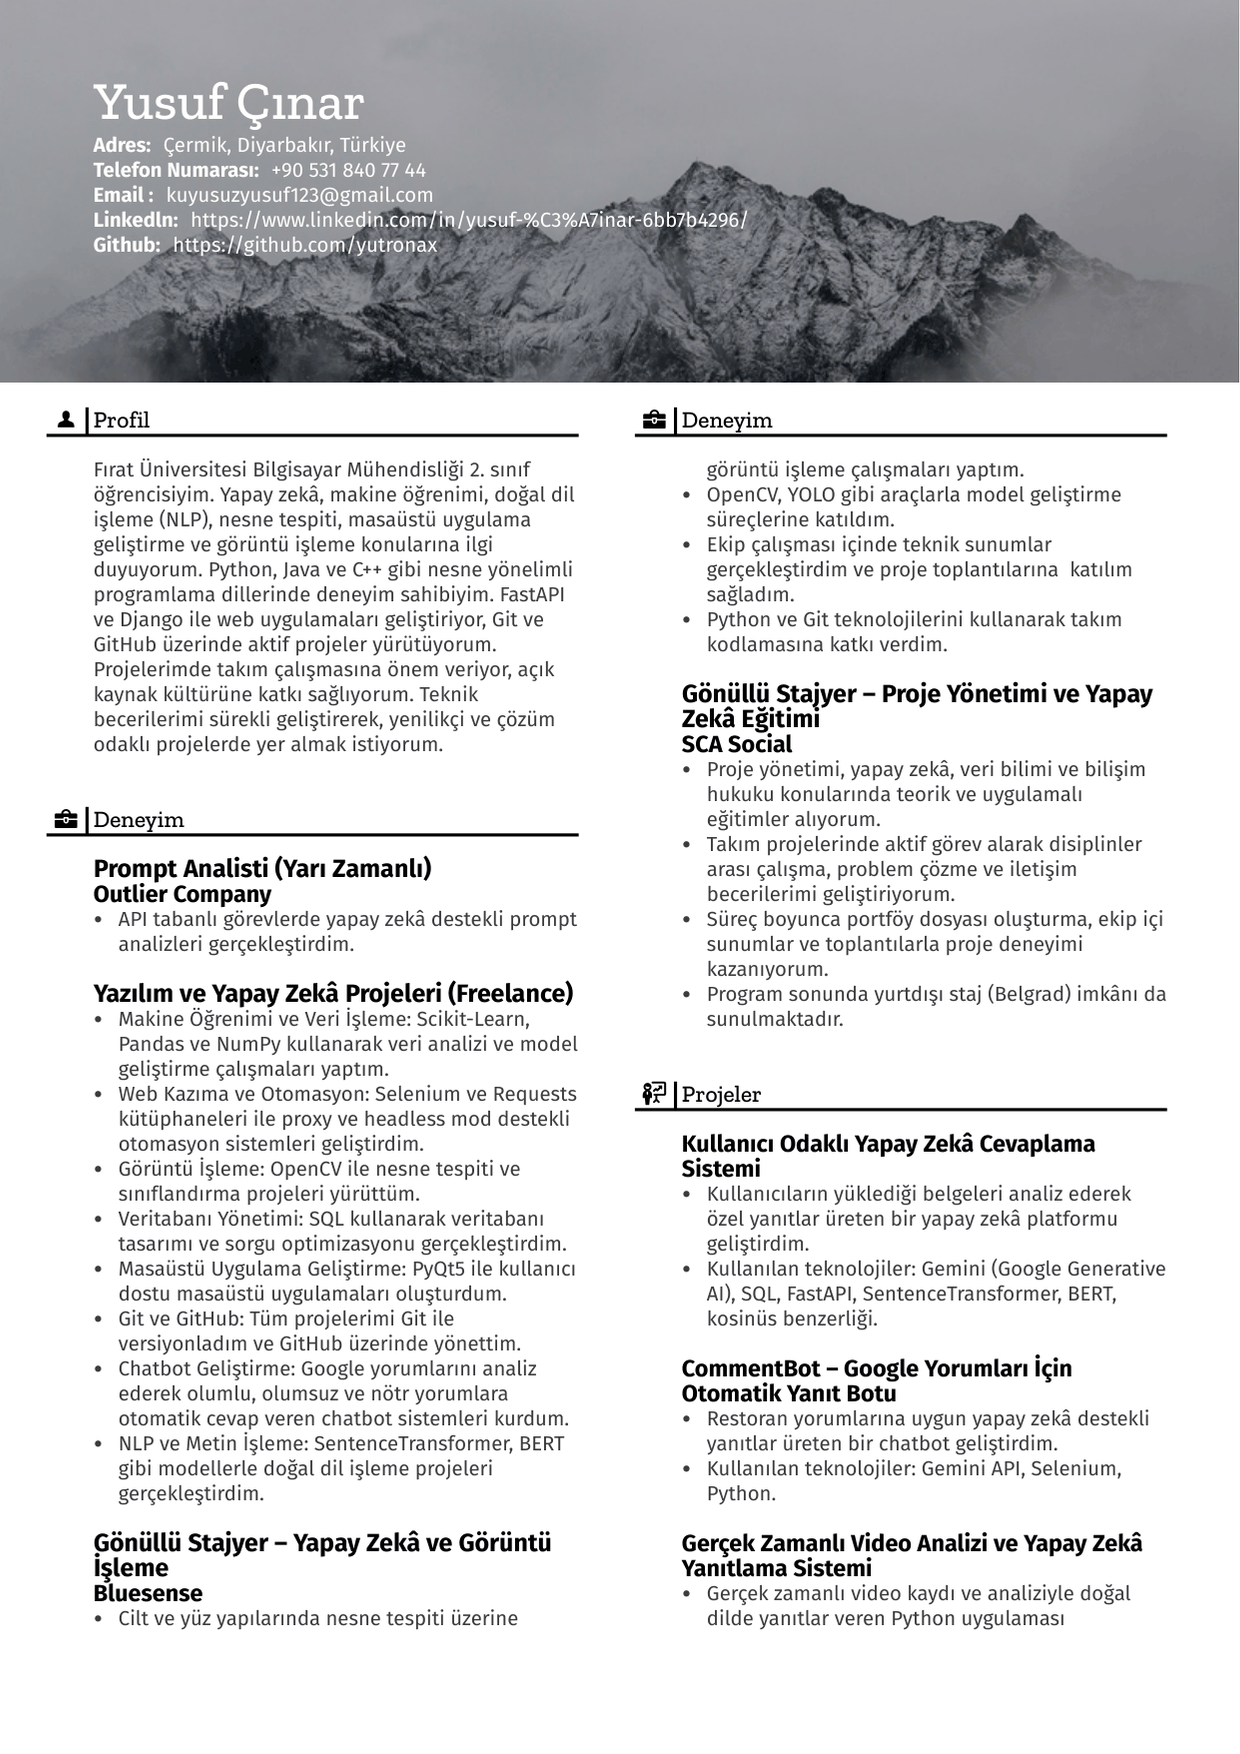 Yusuf Çınar
Adres: Çermik, Diyarbakır, Türkiye
Telefon Numarası: +90 531 840 77 44
Email : kuyusuzyusuf123@gmail.com
LinkedIn: https://www.linkedin.com/in/yusuf-%C3%A7inar-6bb7b4296/
Github: https://github.com/yutronax
Profil
Fırat Üniversitesi Bilgisayar Mühendisliği 2. sınıf
öğrencisiyim. Yapay zekâ, makine öğrenimi, doğal dil
işleme (NLP), nesne tespiti, masaüstü uygulama
geliştirme ve görüntü işleme konularına ilgi
duyuyorum. Python, Java ve C++ gibi nesne yönelimli
programlama dillerinde deneyim sahibiyim. FastAPI
ve Django ile web uygulamaları geliştiriyor, Git ve
GitHub üzerinde aktif projeler yürütüyorum.
Projelerimde takım çalışmasına önem veriyor, açık
kaynak kültürüne katkı sağlıyorum. Teknik
becerilerimi sürekli geliştirerek, yenilikçi ve çözüm
odaklı projelerde yer almak istiyorum.
Deneyim
Prompt Analisti (Yarı Zamanlı)
Outlier Company
• API tabanlı görevlerde yapay zekâ destekli prompt
analizleri gerçekleştirdim.
Yazılım ve Yapay Zekâ Projeleri (Freelance)
• Makine Öğrenimi ve Veri İşleme: Scikit-Learn,
Pandas ve NumPy kullanarak veri analizi ve model
geliştirme çalışmaları yaptım.
• Web Kazıma ve Otomasyon: Selenium ve Requests
kütüphaneleri ile proxy ve headless mod destekli
otomasyon sistemleri geliştirdim.
• Görüntü İşleme: OpenCV ile nesne tespiti ve
sınıflandırma projeleri yürüttüm.
• Veritabanı Yönetimi: SQL kullanarak veritabanı
tasarımı ve sorgu optimizasyonu gerçekleştirdim.
• Masaüstü Uygulama Geliştirme: PyQt5 ile kullanıcı
dostu masaüstü uygulamaları oluşturdum.
• Git ve GitHub: Tüm projelerimi Git ile
versiyonladım ve GitHub üzerinde yönettim.
• Chatbot Geliştirme: Google yorumlarını analiz
ederek olumlu, olumsuz ve nötr yorumlara
otomatik cevap veren chatbot sistemleri kurdum.
• NLP ve Metin İşleme: SentenceTransformer, BERT
gibi modellerle doğal dil işleme projeleri
gerçekleştirdim.
Gönüllü Stajyer – Yapay Zekâ ve Görüntü
İşleme
Bluesense
• Cilt ve yüz yapılarında nesne tespiti üzerine
Deneyim
görüntü işleme çalışmaları yaptım.
• OpenCV, YOLO gibi araçlarla model geliştirme
süreçlerine katıldım.
• Ekip çalışması içinde teknik sunumlar
gerçekleştirdim ve proje toplantılarına  katılım
sağladım.
• Python ve Git teknolojilerini kullanarak takım
kodlamasına katkı verdim.
Gönüllü Stajyer – Proje Yönetimi ve Yapay
Zekâ Eğitimi
SCA Social
• Proje yönetimi, yapay zekâ, veri bilimi ve bilişim
hukuku konularında teorik ve uygulamalı
eğitimler alıyorum.
• Takım projelerinde aktif görev alarak disiplinler
arası çalışma, problem çözme ve iletişim
becerilerimi geliştiriyorum.
• Süreç boyunca portföy dosyası oluşturma, ekip içi
sunumlar ve toplantılarla proje deneyimi
kazanıyorum.
• Program sonunda yurtdışı staj (Belgrad) imkânı da
sunulmaktadır.
Projeler
Kullanıcı Odaklı Yapay Zekâ Cevaplama
Sistemi
• Kullanıcıların yüklediği belgeleri analiz ederek
özel yanıtlar üreten bir yapay zekâ platformu
geliştirdim.
• Kullanılan teknolojiler: Gemini (Google Generative
AI), SQL, FastAPI, SentenceTransformer, BERT,
kosinüs benzerliği.
CommentBot – Google Yorumları İçin
Otomatik Yanıt Botu
• Restoran yorumlarına uygun yapay zekâ destekli
yanıtlar üreten bir chatbot geliştirdim.
• Kullanılan teknolojiler: Gemini API, Selenium,
Python.
Gerçek Zamanlı Video Analizi ve Yapay Zekâ
Yanıtlama Sistemi
• Gerçek zamanlı video kaydı ve analiziyle doğal
dilde yanıtlar veren Python uygulaması